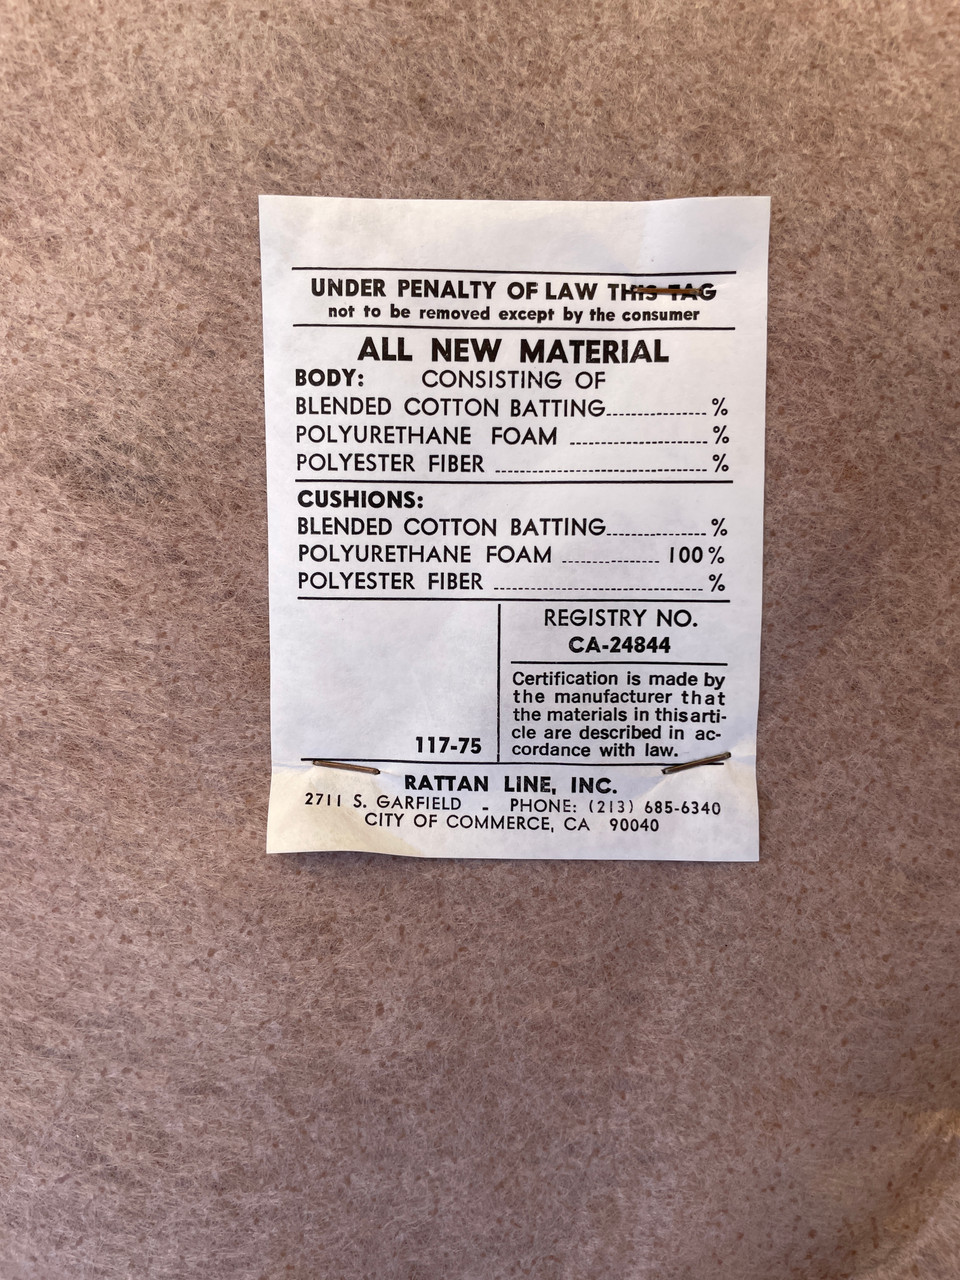 UNDER PENALTY OF LAW THIS TAG
not to be removed except by the consumer
ALL NEW MATERIAL
BODY: CONSISTING OF
BLENDED COTTON BATTING................%
POLYURETHANE FOAM ......................%
POLYESTER FIBER ..................................%
CUSHIONS:
BLENDED COTTON BATTING................%
POLYURETHANE FOAM ................ 100%
POLYESTER FIBER ..................................%
REGISTRY NO.
CA-24844
Certification is made by
the manufacturer that
the materials in this arti-
cle are described in ac-
cordance with law.
117-75
RATTAN LINE, INC.
2711 S. GARFIELD - PHONE: (213) 685-6340
CITY OF COMMERCE, CA 90040